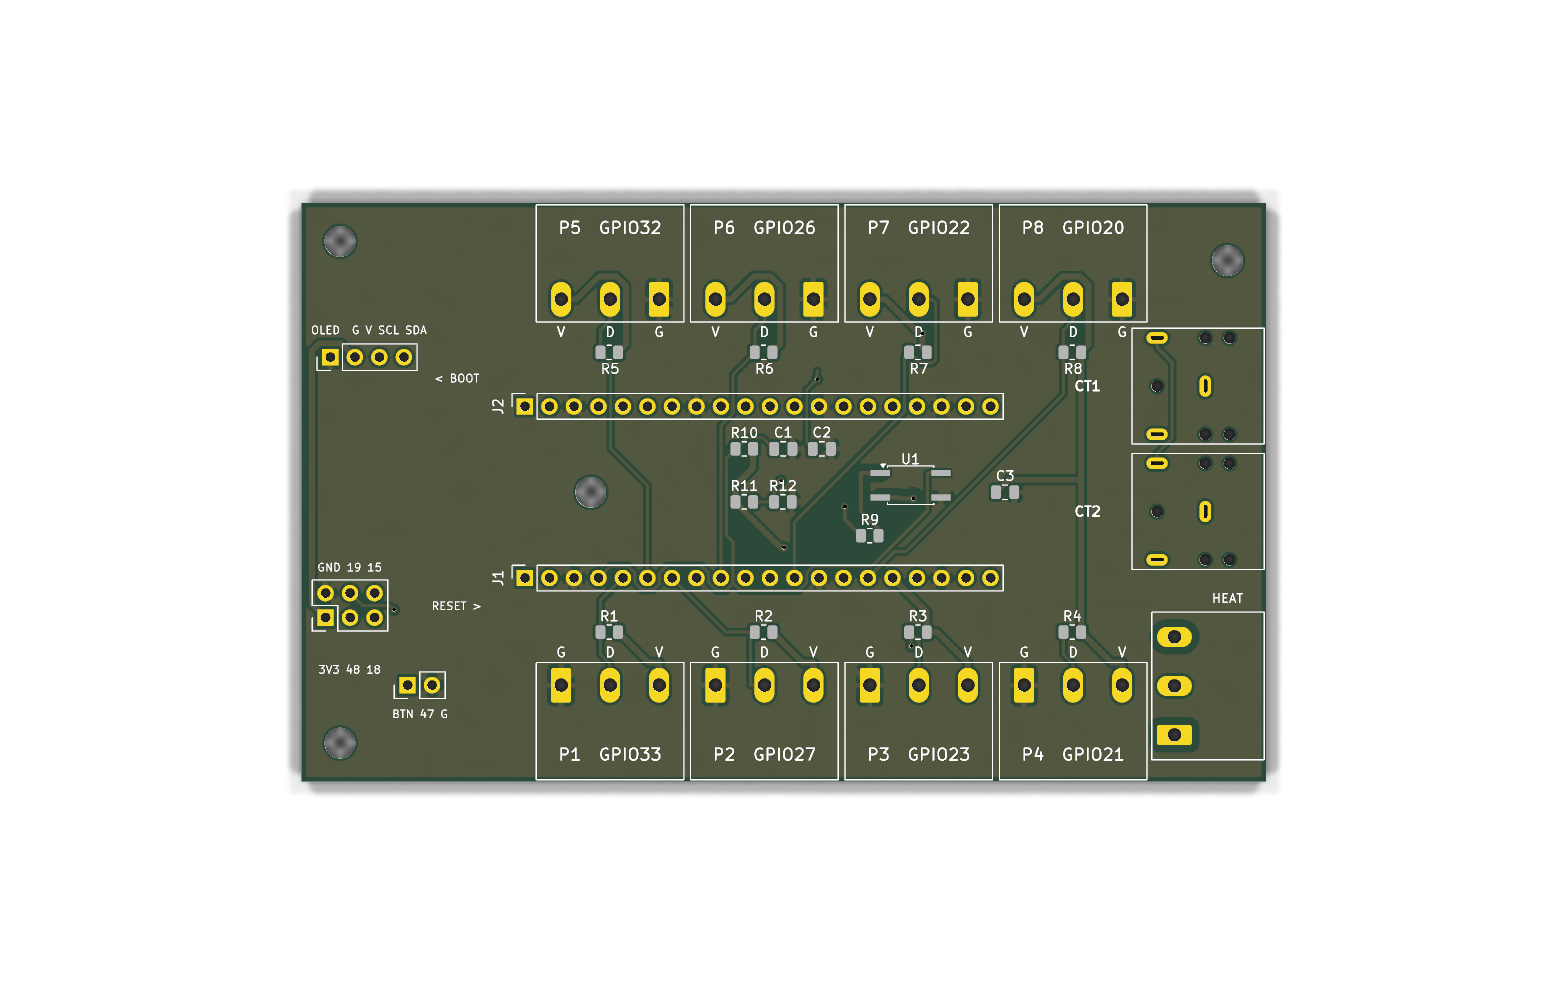 P5 GPIO32
P6 GPIO26
P7 GPIO22
P8 GPIO20
OLED G V SCL SDA
V D G
V D G
V D G
V D G
R5
R6
R7
R8
< BOOT
CT1
J2
R10 C1 C2
U1
C3
R11 R12
R9
CT2
GND 19 15
J1
HEAT
RESET >
R1
R2
R3
R4
G D V
G D V
G D V
G D V
3V3 48 18
BTN 47 G
P1 GPIO33
P2 GPIO27
P3 GPIO23
P4 GPIO21